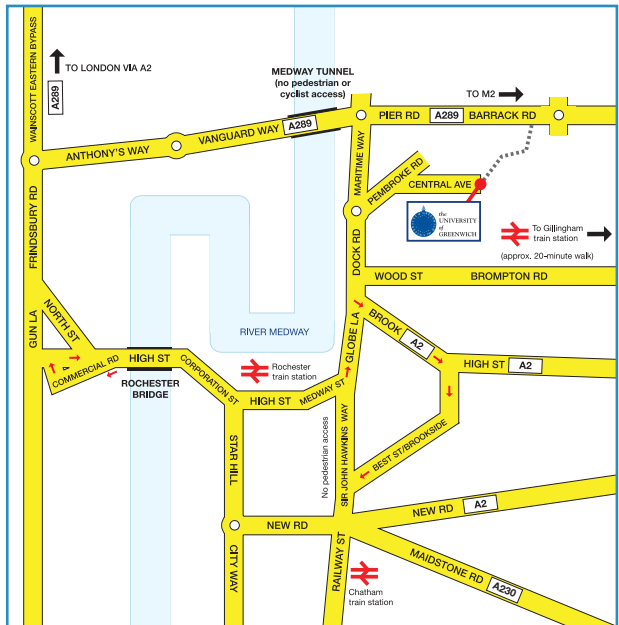 WAINSCOTT EASTERN BYPASS
A289
TO LONDON VIA A2
MEDWAY TUNNEL
(no pedestrian or
cyclist access)
TO M2
PIER RD
A289
BARRACK RD
VANGUARD WAY
A289
ANTHONY'S WAY
MARITIME WAY
PEMBROKE RD
CENTRAL AVE
the
UNIVERSITY
of
GREENWICH
To Gillingham
train station
(approx. 20-minute walk)
FRINDSBURY RD
DOCK RD
WOOD ST
BROMPTON RD
NORTH ST
GUN LA
RIVER MEDWAY
GLOBE LA
BROOK
A2
HIGH ST
A2
COMMERCIAL RD
HIGH ST
CORPORATION ST
ROCHESTER
BRIDGE
Rochester
train station
HIGH ST
MEDWAY ST
STAR HILL
No pedestrian access
SIR JOHN HAWKINS WAY
BEST ST/BROOKSIDE
NEW RD
NEW RD
A2
CITY WAY
RAILWAY ST
MAIDSTONE RD
A230
Chatham
train station